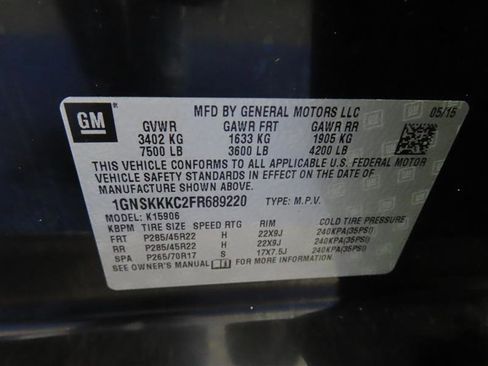 GM
MFD BY GENERAL MOTORS LLC 05/15
GVWR GAWR FRT GAWR RR
3402 KG 1633 KG 1905 KG
7500 LB 3600 LB 4200 LB
THIS VEHICLE CONFORMS TO ALL APPLICABLE U.S. FEDERAL MOTOR
VEHICLE SAFETY STANDARDS IN EFFECT ON THE DATE OF
MANUFACTURE SHOWN ABOVE.
1GNSKKKC2FR689220 TYPE: M.P.V.
MODEL: K15906
KBPM TIRE SIZE SPEED RTG RIM COLD TIRE PRESSURE
FRT P285/45R22 H 22X9J 240KPA(35PSI)
RR P285/45R22 H 22X9J 240KPA(35PSI)
SPA P265/70R17 S 17X7.5J 240KPA(35PSI)
SEE OWNER'S MANUAL FOR MORE INFORMATION.